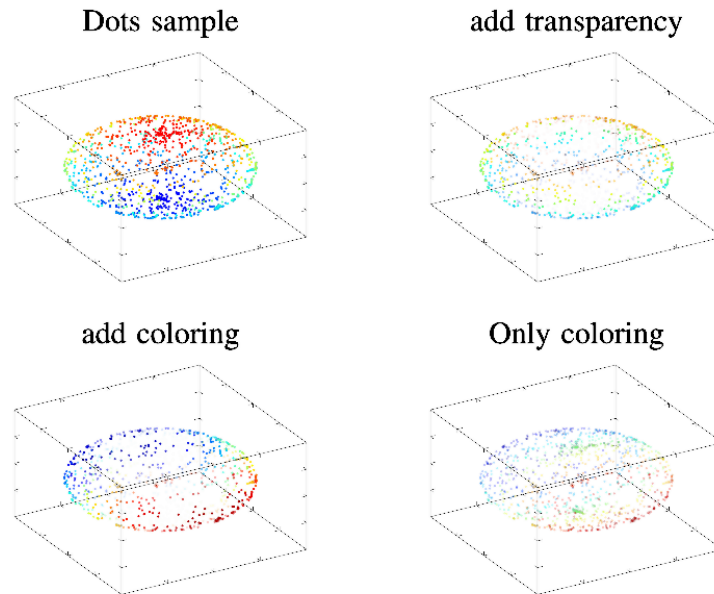 Dots sample
add transparency
add coloring
Only coloring